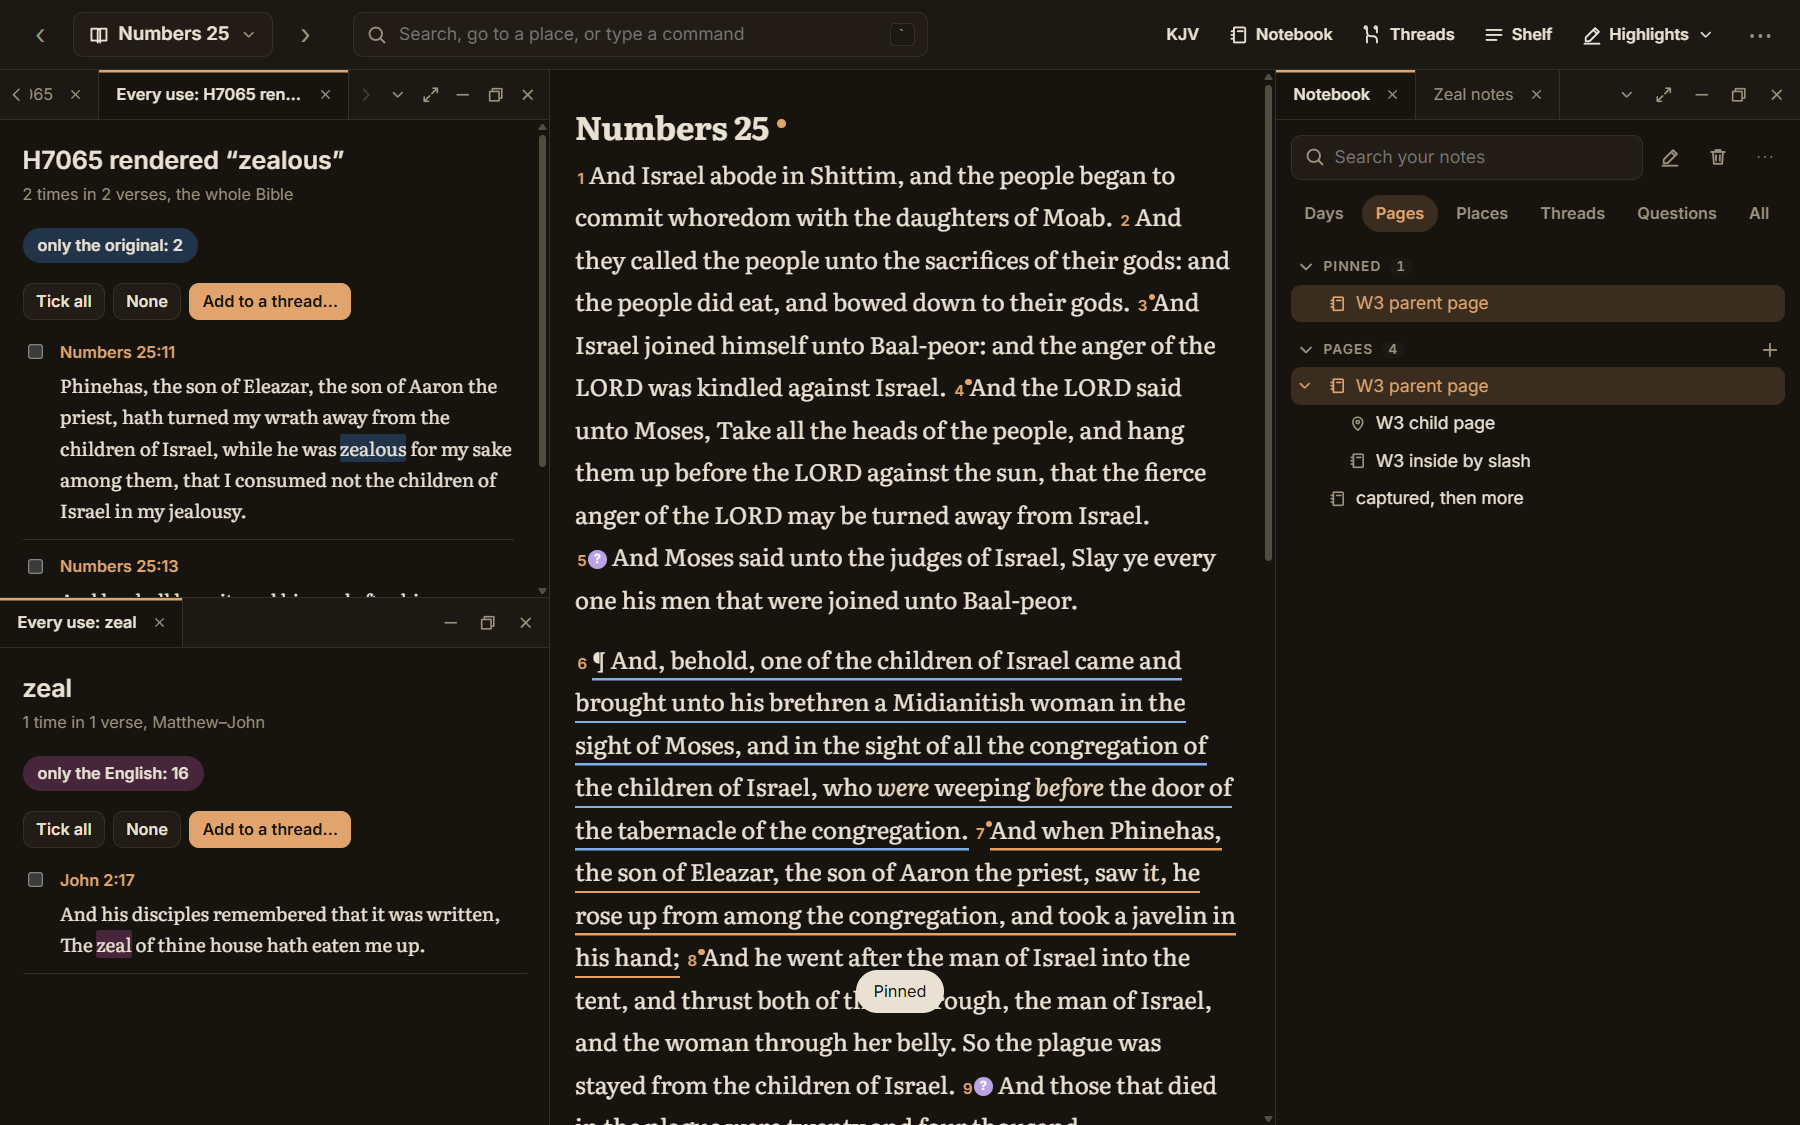 Numbers 25
Search, go to a place, or type a command
`
KJV
Notebook
Threads
Shelf
Highlights
Every use: H7065 ren...
H7065 rendered “zealous”
2 times in 2 verses, the whole Bible
only the original: 2
Tick all
None
Add to a thread...
Numbers 25:11
Phinehas, the son of Eleazar, the son of Aaron the
priest, hath turned my wrath away from the
children of Israel, while he was zealous for my sake
among them, that I consumed not the children of
Israel in my jealousy.
Numbers 25:13
Every use: zeal
zeal
1 time in 1 verse, Matthew–John
only the English: 16
Tick all
None
Add to a thread...
John 2:17
And his disciples remembered that it was written,
The zeal of thine house hath eaten me up.
Numbers 25
1 And Israel abode in Shittim, and the people began to
commit whoredom with the daughters of Moab. 2 And
they called the people unto the sacrifices of their gods: and
the people did eat, and bowed down to their gods. 3 And
Israel joined himself unto Baal-peor: and the anger of the
LORD was kindled against Israel. 4 And the LORD said
unto Moses, Take all the heads of the people, and hang
them up before the LORD against the sun, that the fierce
anger of the LORD may be turned away from Israel.
5 ? And Moses said unto the judges of Israel, Slay ye every
one his men that were joined unto Baal-peor.
6 ¶ And, behold, one of the children of Israel came and
brought unto his brethren a Midianitish woman in the
sight of Moses, and in the sight of all the congregation of
the children of Israel, who were weeping before the door of
the tabernacle of the congregation. 7 And when Phinehas,
the son of Eleazar, the son of Aaron the priest, saw it, he
rose up from among the congregation, and took a javelin in
his hand; 8 And he went after the man of Israel into the
tent, and thrust both of
Pinned
the man of Israel,
and the woman through her belly. So the plague was
stayed from the children of Israel. 9 ? And those that died
Notebook
Zeal notes
Search your notes
Days
Pages
Places
Threads
Questions
All
PINNED 1
W3 parent page
PAGES 4
W3 parent page
W3 child page
W3 inside by slash
captured, then more